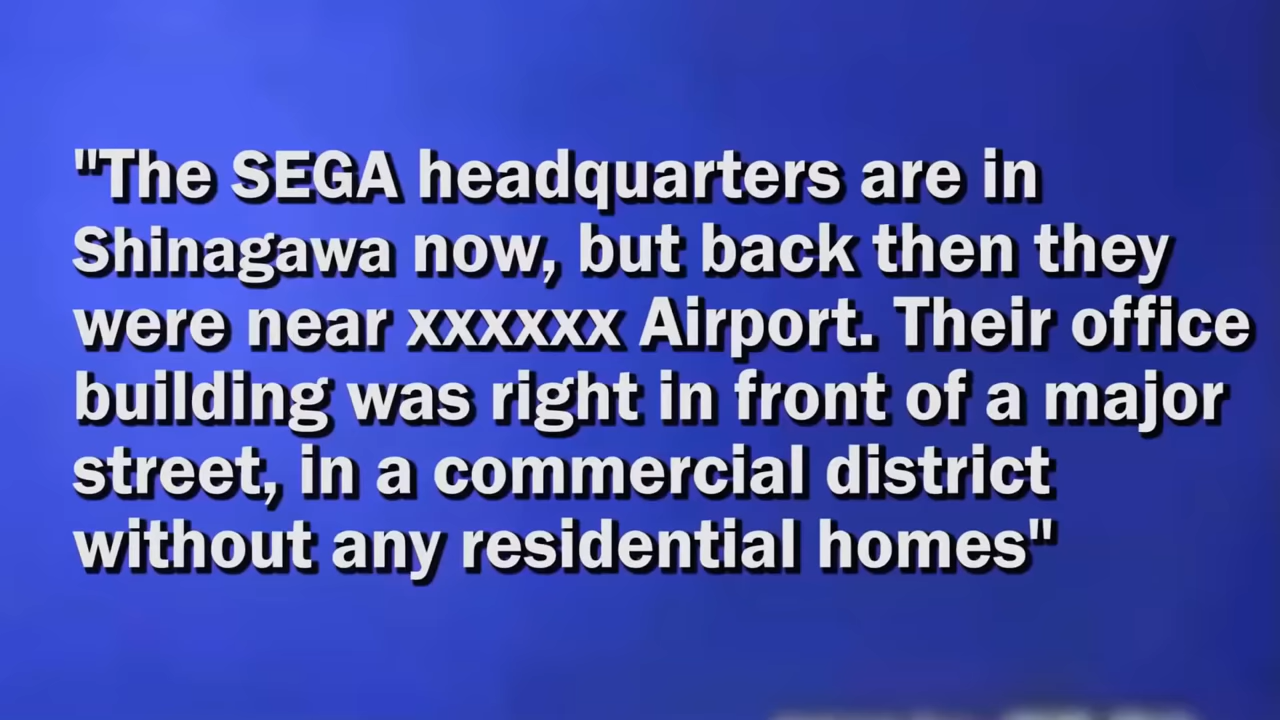 "The SEGA headquarters are in
Shinagawa now, but back then they
were near xxxxxx Airport. Their office
building was right in front of a major
street, in a commercial district
without any residential homes"